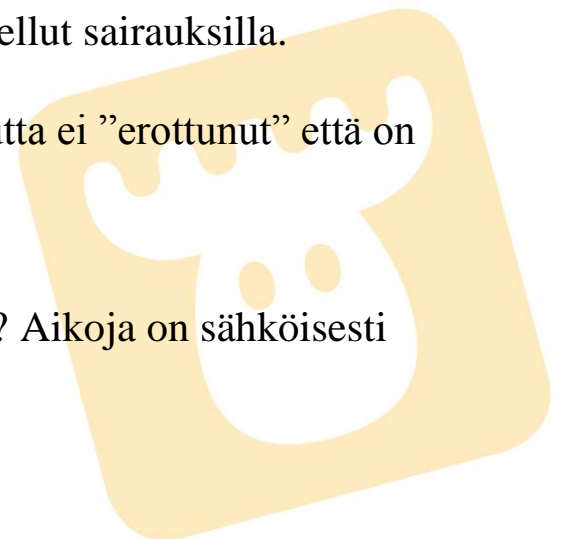 ellut sairauksilla.
tta ei ”erottunut” että on
? Aikoja on sähköisesti